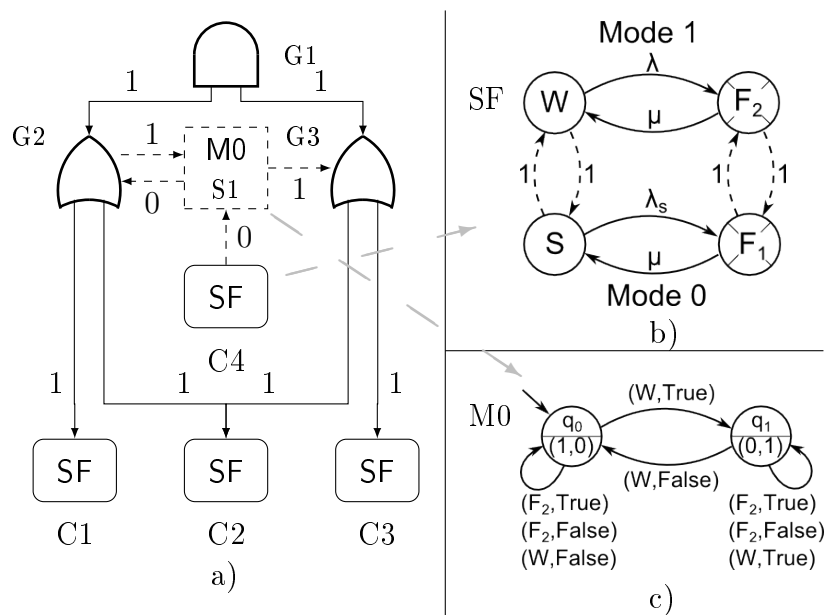 G1
1
1
G2
1
M0
G3
0
S1
1
0
SF
C4
1
1
1
1
SF
SF
SF
C1
C2
C3
a)
Mode 1
SF
W
λ
F₂
μ
1
1
1
1
S
λₛ
F₁
μ
Mode 0
b)
M0
(W,True)
q₀
(1,0)
q₁
(0,1)
(W,False)
(F₂,True)
(F₂,False)
(W,False)
(F₂,True)
(F₂,False)
(W,True)
c)